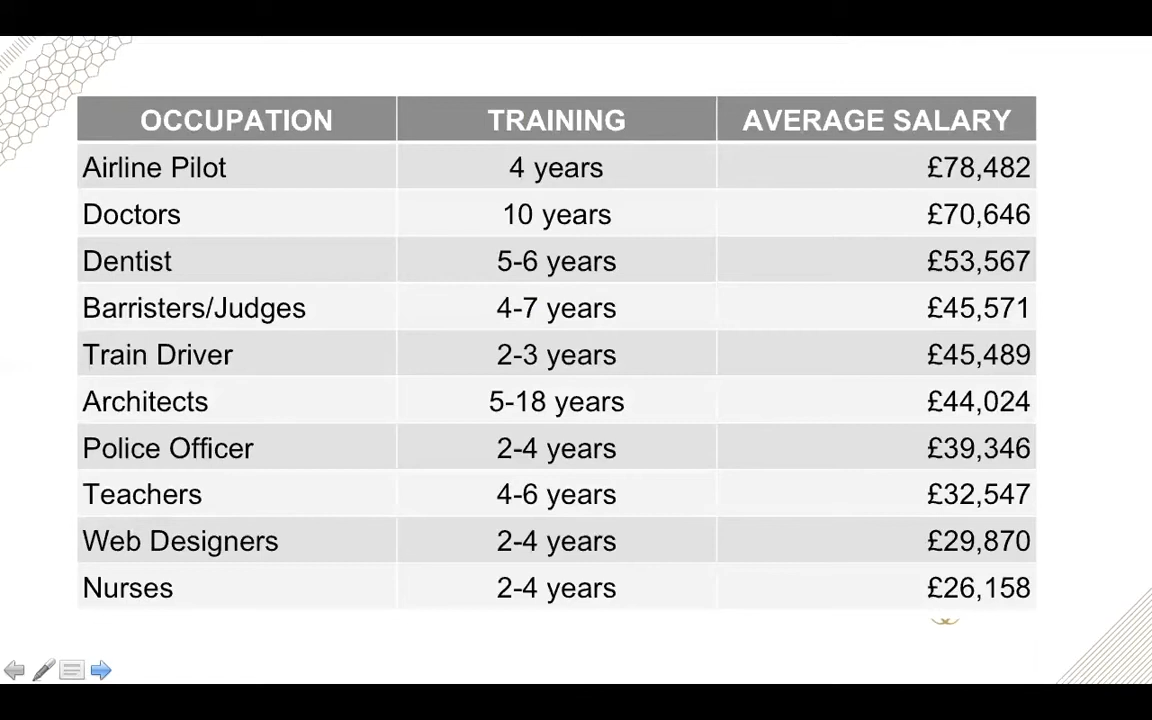 OCCUPATION TRAINING AVERAGE SALARY
Airline Pilot 4 years £78,482
Doctors 10 years £70,646
Dentist 5-6 years £53,567
Barristers/Judges 4-7 years £45,571
Train Driver 2-3 years £45,489
Architects 5-18 years £44,024
Police Officer 2-4 years £39,346
Teachers 4-6 years £32,547
Web Designers 2-4 years £29,870
Nurses 2-4 years £26,158